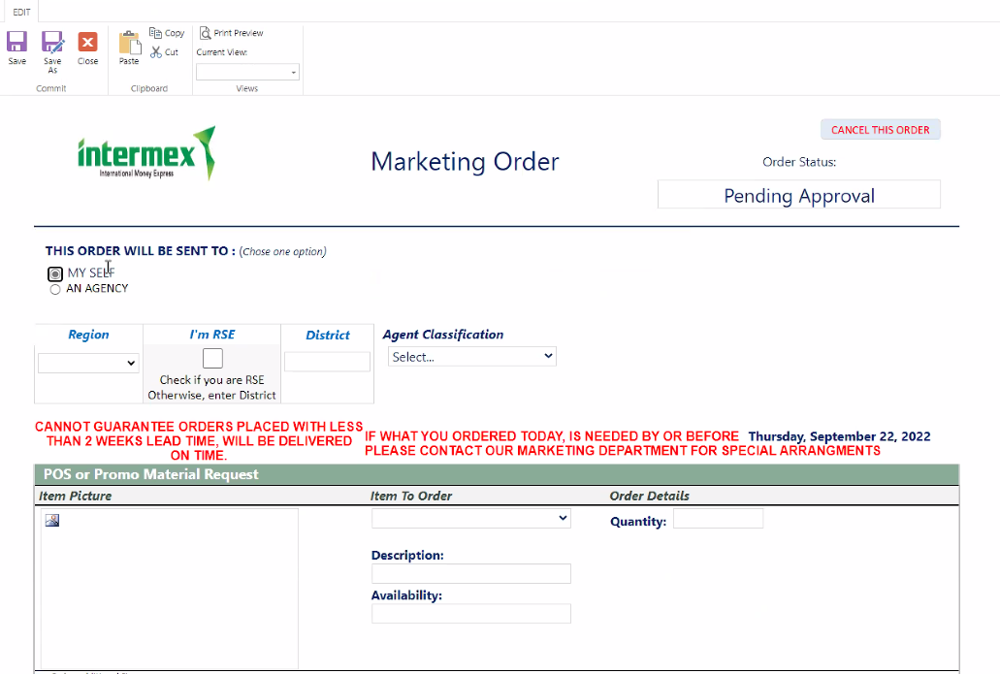 EDIT
Save
Save As
Close
Commit
Paste
Copy
Cut
Clipboard
Print Preview
Current View:
Views
intermex
International Money Express
Marketing Order
CANCEL THIS ORDER
Order Status:
Pending Approval
THIS ORDER WILL BE SENT TO : (Chose one option)
MY SELF
AN AGENCY
Region
I'm RSE
District
Agent Classification
Select...
Check if you are RSE
Otherwise, enter District
CANNOT GUARANTEE ORDERS PLACED WITH LESS
THAN 2 WEEKS LEAD TIME, WILL BE DELIVERED
ON TIME.
IF WHAT YOU ORDERED TODAY, IS NEEDED BY OR BEFORE Thursday, September 22, 2022
PLEASE CONTACT OUR MARKETING DEPARTMENT FOR SPECIAL ARRANGMENTS
POS or Promo Material Request
Item Picture
Item To Order
Order Details
Quantity:
Description:
Availability: